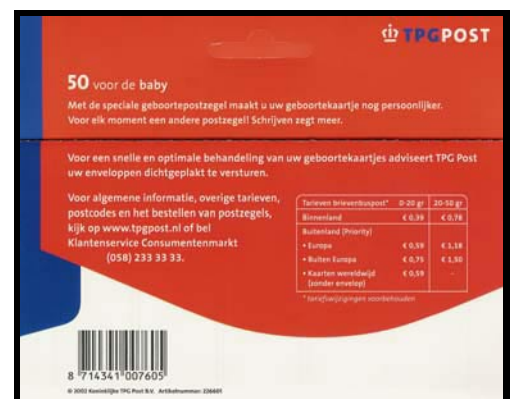 TPGPOST
50 voor de baby
Met de speciale geboortepostzegel maakt u uw geboortekaartje nog persoonlijker.
Voor elk moment een andere postzegel! Schrijven zegt meer.
Voor een snelle en optimale behandeling van uw geboortekaartjes adviseert TPG Post
uw enveloppen dichtgeplakt te versturen.
Voor algemene informatie, overige tarieven,
postcodes en het bestellen van postzegels,
kijk op www.tpgpost.nl of bel
Klantenservice Consumentenmarkt
(058) 233 33 33.
Tarieven brievenbuspost* 0-20 gr 20-50 gr
Binnenland € 0,39 € 0,78
Buitenland (Priority)
• Europa € 0,59 € 1,18
• Buiten Europa € 0,75 € 1,50
• Kaarten wereldwijd € 0,59 -
(zonder envelop)
* tariefswijzigingen voorbehouden
8 714341 007605
© 2002 Koninklijke TPG Post B.V. Artikelnummer: 226601